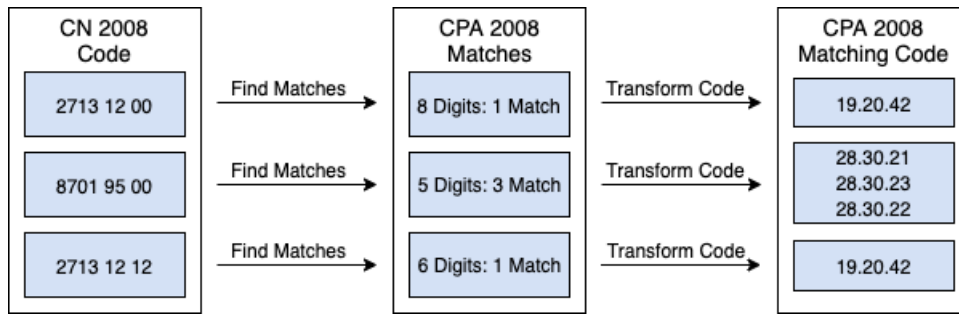 CN 2008
Code
CPA 2008
Matches
CPA 2008
Matching Code
2713 12 00
Find Matches
8 Digits: 1 Match
Transform Code
19.20.42
8701 95 00
Find Matches
5 Digits: 3 Match
Transform Code
28.30.21
28.30.23
28.30.22
2713 12 12
Find Matches
6 Digits: 1 Match
Transform Code
19.20.42